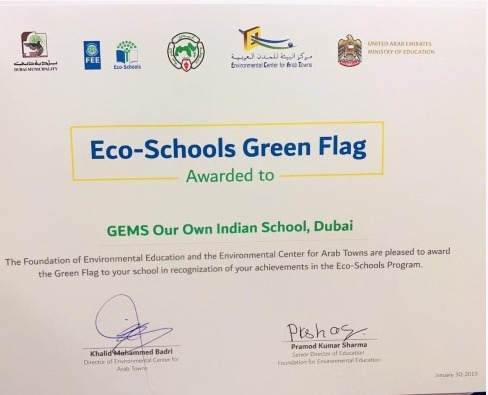 بلدية دبي
DUBAI MUNICIPALITY
FEE
Eco-Schools
مركز البيئة للمدن العربية
Environmental Center for Arab Towns
UNITED ARAB EMIRATES
MINISTRY OF EDUCATION
Eco-Schools Green Flag
Awarded to
GEMS Our Own Indian School, Dubai
The Foundation of Environmental Education and the Environmental Center for Arab Towns are pleased to award
the Green Flag to your school in recognition of your achievements in the Eco-Schools Program.
Khalid Mohammed Badri
Director of Environmental Center for
Arab Towns
Pramod Kumar Sharma
Senior Director of Education
Foundation for Environmental Education
January 30, 2019